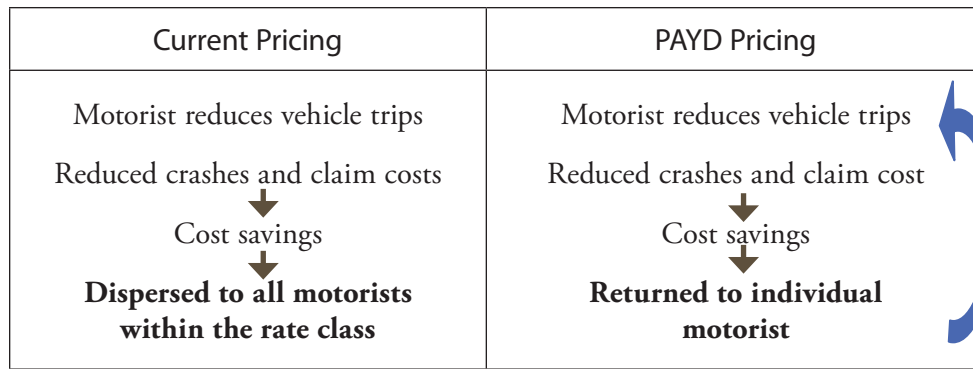 Current Pricing
PAYD Pricing
Motorist reduces vehicle trips
Reduced crashes and claim costs
Cost savings
Dispersed to all motorists
within the rate class
Motorist reduces vehicle trips
Reduced crashes and claim cost
Cost savings
Returned to individual
motorist